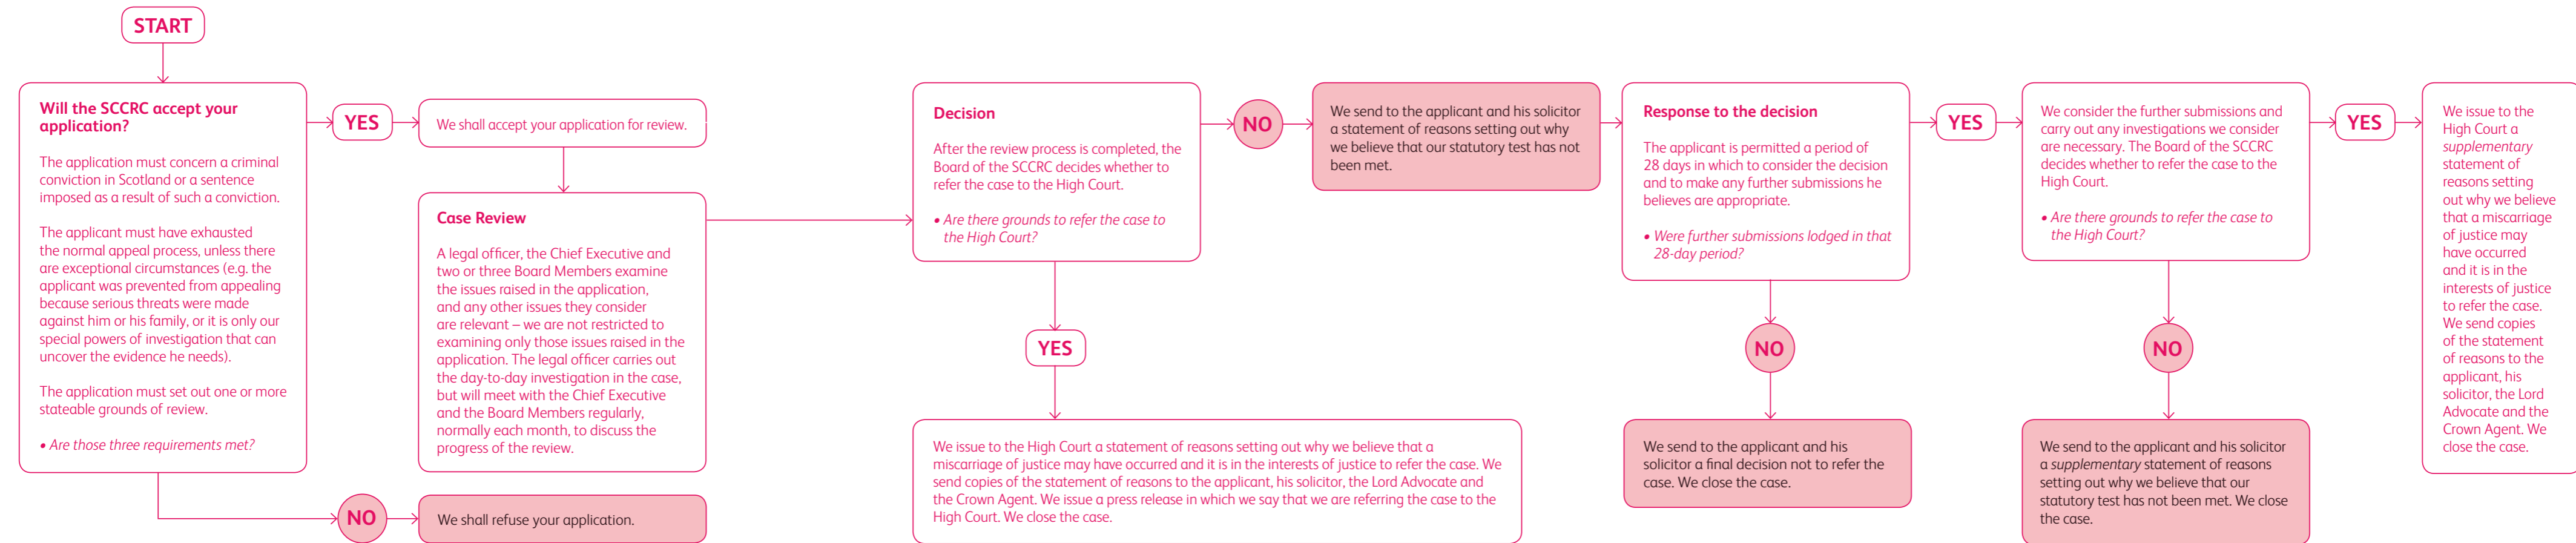 START
Will the SCCRC accept your
application?
The application must concern a criminal
conviction in Scotland or a sentence
imposed as a result of such a conviction.
The applicant must have exhausted
the normal appeal process, unless there
are exceptional circumstances (e.g. the
applicant was prevented from appealing
because serious threats were made
against him or his family, or it is only our
special powers of investigation that can
uncover the evidence he needs).
The application must set out one or more
stateable grounds of review.
• Are those three requirements met?
YES
We shall accept your application for review.
NO
We shall refuse your application.
Case Review
A legal officer, the Chief Executive and
two or three Board Members examine
the issues raised in the application,
and any other issues they consider
are relevant – we are not restricted to
examining only those issues raised in the
application. The legal officer carries out
the day-to-day investigation in the case,
but will meet with the Chief Executive
and the Board Members regularly,
normally each month, to discuss the
progress of the review.
Decision
After the review process is completed, the
Board of the SCCRC decides whether to
refer the case to the High Court.
• Are there grounds to refer the case to
the High Court?
YES
We issue to the High Court a statement of reasons setting out why we believe that a
miscarriage of justice may have occurred and it is in the interests of justice to refer the case. We
send copies of the statement of reasons to the applicant, his solicitor, the Lord Advocate and
the Crown Agent. We issue a press release in which we say that we are referring the case to the
High Court. We close the case.
NO
We send to the applicant and his solicitor
a statement of reasons setting out why
we believe that our statutory test has not
been met.
Response to the decision
The applicant is permitted a period of
28 days in which to consider the decision
and to make any further submissions he
believes are appropriate.
• Were further submissions lodged in that
28-day period?
NO
We send to the applicant and his
solicitor a final decision not to refer the
case. We close the case.
YES
We consider the further submissions and
carry out any investigations we consider
are necessary. The Board of the SCCRC
decides whether to refer the case to the
High Court.
• Are there grounds to refer the case to
the High Court?
NO
We send to the applicant and his solicitor
a supplementary statement of reasons
setting out why we believe that our
statutory test has not been met. We close
the case.
YES
We issue to the
High Court a
supplementary
statement of
reasons setting
out why we believe
that a miscarriage
of justice may
have occurred
and it is in the
interests of justice
to refer the case.
We send copies
of the statement
of reasons to the
applicant, his
solicitor, the Lord
Advocate and the
Crown Agent. We
close the case.